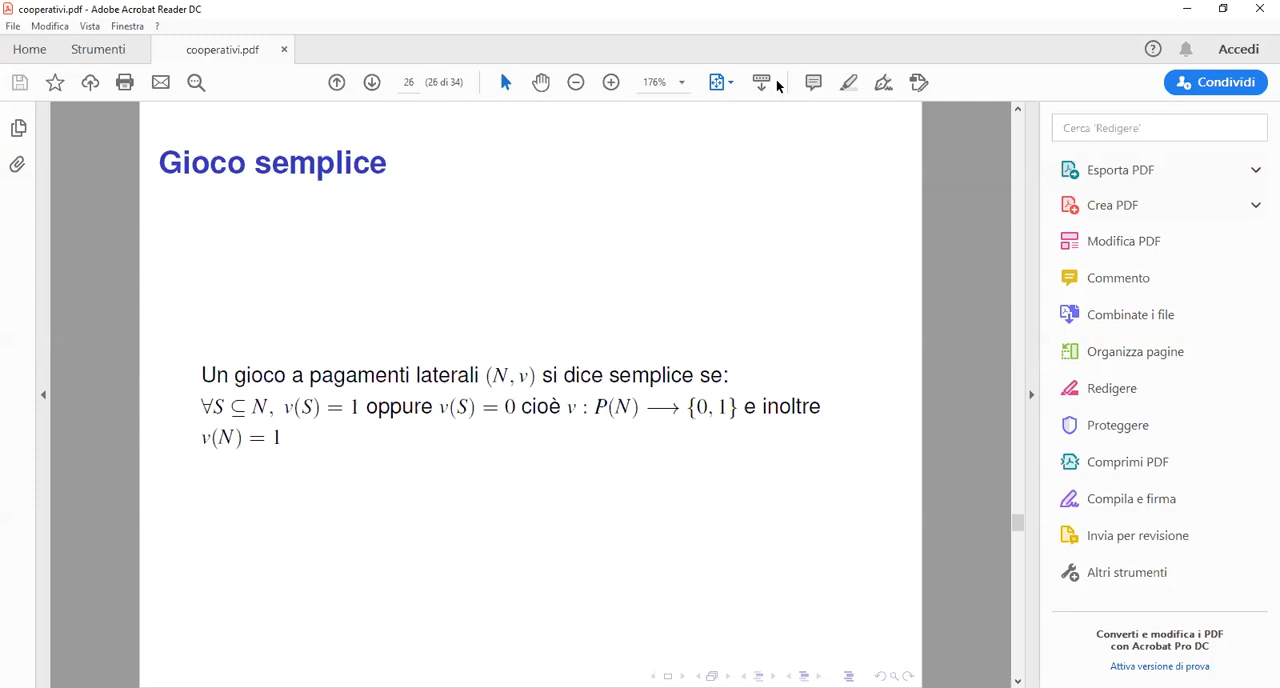 cooperativi.pdf - Adobe Acrobat Reader DC
File Modifica Vista Finestra ?
Home Strumenti cooperativi.pdf × Accedi
26 (26 di 34) 176% Condividi
Gioco semplice
Un gioco a pagamenti laterali (N, v) si dice semplice se:
∀S ⊆ N, v(S) = 1 oppure v(S) = 0 cioè v : P(N) ⟶ {0, 1} e inoltre
v(N) = 1
Cerca 'Redigere'
Esporta PDF
Crea PDF
Modifica PDF
Commento
Combinate i file
Organizza pagine
Redigere
Proteggere
Comprimi PDF
Compila e firma
Invia per revisione
Altri strumenti
Converti e modifica i PDF
con Acrobat Pro DC
Attiva versione di prova